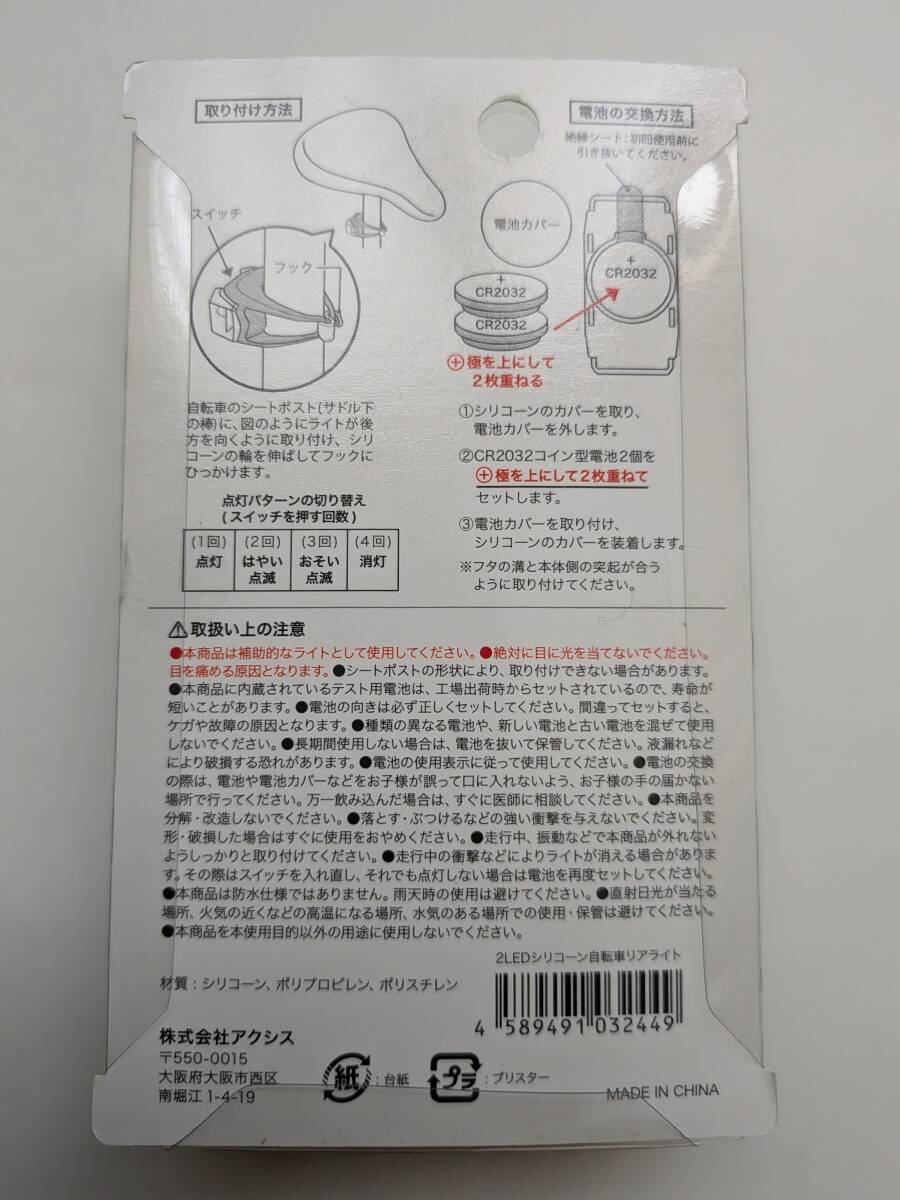 取り付け方法
スイッチ
フック
自転車のシートポスト(サドル下
の棒)に、図のようにライトが後
方を向くように取り付け、シリ
コーンの輪を伸ばしてフックに
ひっかけます。
点灯パターンの切り替え
(スイッチを押す回数)
(1回) (2回) (3回) (4回)
点灯 はやい おそい 消灯
点滅 点滅
電池の交換方法
絶縁シート:初回使用前に
引き抜いてください。
電池カバー
+
CR2032
CR2032
+
CR2032
⊕極を上にして
2枚重ねる
①シリコーンのカバーを取り、
電池カバーを外します。
②CR2032コイン型電池2個を
⊕極を上にして2枚重ねて
セットします。
③電池カバーを取り付け、
シリコーンのカバーを装着します。
※フタの溝と本体側の突起が合う
ように取り付けてください。
⚠取扱い上の注意
●本商品は補助的なライトとして使用してください。●絶対に目に光を当てないでください。
目を痛める原因となります。●シートポストの形状により、取り付けできない場合があります。
●本商品に内蔵されているテスト用電池は、工場出荷時からセットされているので、寿命が
短いことがあります。●電池の向きは必ず正しくセットしてください。間違ってセットすると、
ケガや故障の原因となります。●種類の異なる電池や、新しい電池と古い電池を混ぜて使用
しないでください。●長期間使用しない場合は、電池を抜いて保管してください。液漏れなど
により破損する恐れがあります。●電池の使用表示に従って使用してください。●電池の交換
の際は、電池や電池カバーなどをお子様が誤って口に入れないよう、お子様の手の届かない
場所で行ってください。万一飲み込んだ場合は、すぐに医師に相談してください。●本商品を
分解・改造しないでください。●落とす・ぶつけるなどの強い衝撃を与えないでください。変
形・破損した場合はすぐに使用をおやめください。●走行中、振動などで本商品が外れない
ようしっかりと取り付けてください。●走行中の衝撃などによりライトが消える場合がありま
す。その際はスイッチを入れ直し、それでも点灯しない場合は電池を再度セットしてください。
●本商品は防水仕様ではありません。雨天時の使用は避けてください。●直射日光が当たる
場所、火気の近くなどの高温になる場所、水気のある場所での使用・保管は避けてください。
●本商品を本使用目的以外の用途に使用しないでください。
2LEDシリコーン自転車リアライト
材質:シリコーン、ポリプロピレン、ポリスチレン
4 589491 032449
株式会社アクシス
〒550-0015
大阪府大阪市西区
南堀江1-4-19
紙:台紙
プラ:ブリスター
MADE IN CHINA